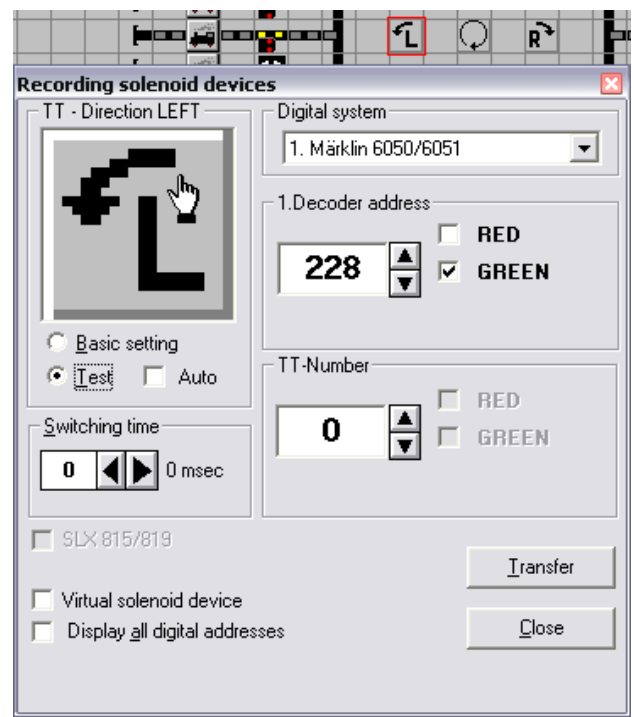 L R
Recording solenoid devices
TT - Direction LEFT
L
Basic setting
Test Auto
Switching time
0 0 msec
SLX 815/819
Virtual solenoid device
Display all digital addresses
Digital system
1. Märklin 6050/6051
1.Decoder address
RED
228
GREEN
TT-Number
RED
0
GREEN
Transfer
Close